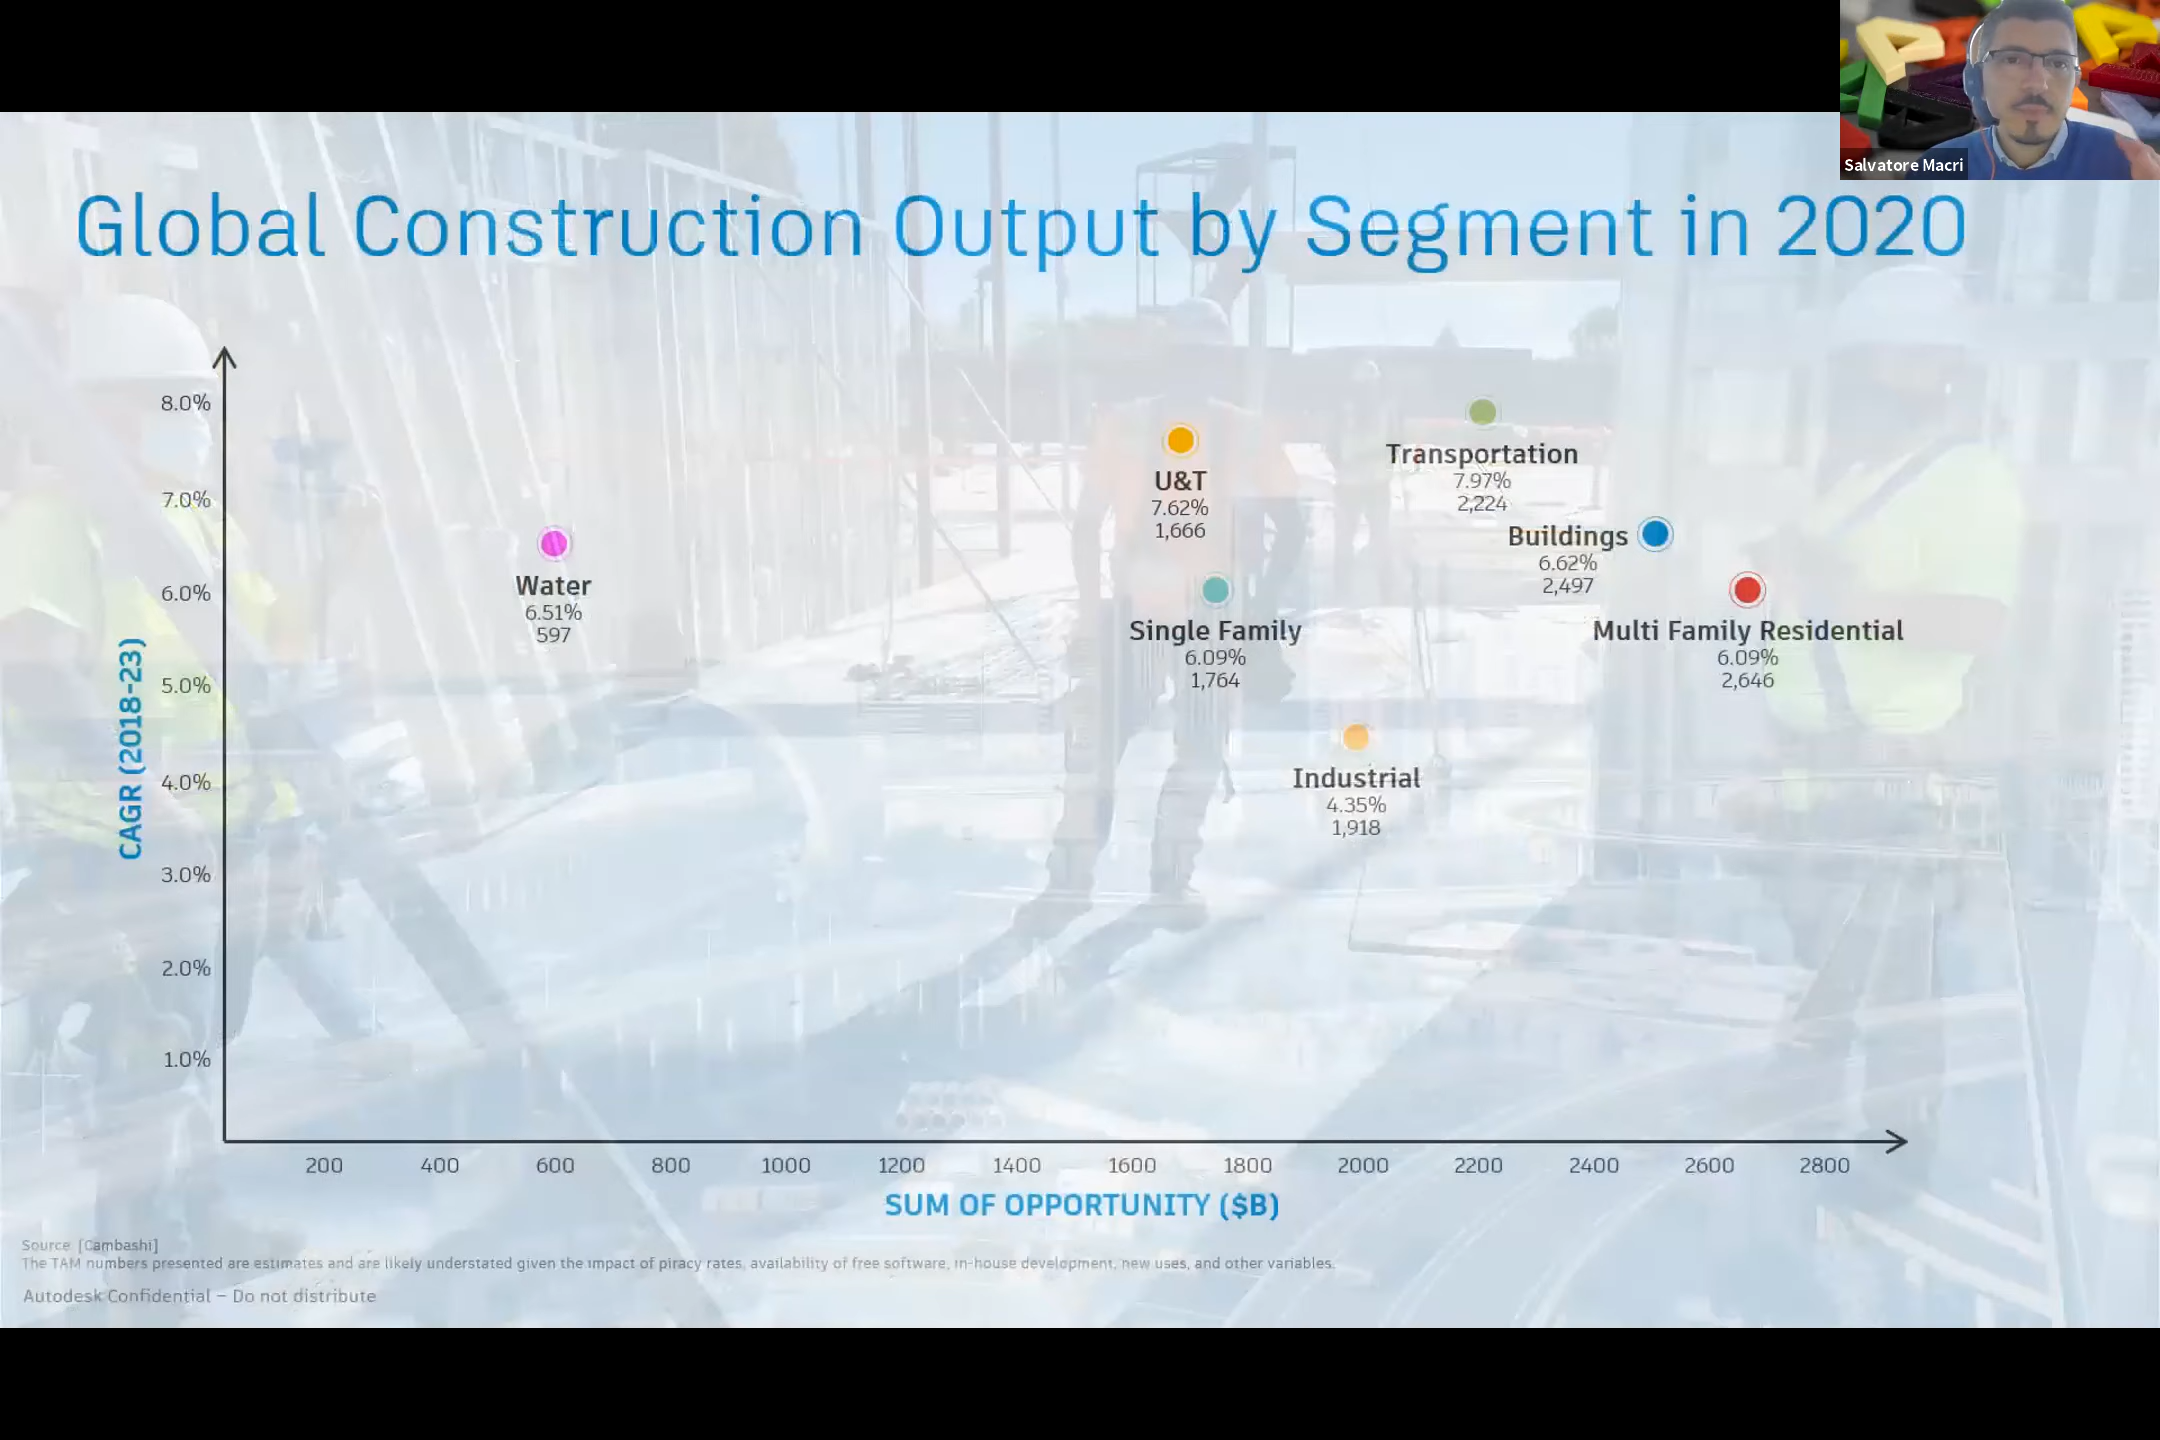 Salvatore Macri
Global Construction Output by Segment in 2020
8.0%
7.0%
6.0%
5.0%
4.0%
3.0%
2.0%
1.0%
CAGR (2018-23)
Water
6.51%
597
U&T
7.62%
1,666
Transportation
7.97%
2,224
Buildings
6.62%
2,497
Single Family
6.09%
1,764
Multi Family Residential
6.09%
2,646
Industrial
4.35%
1,918
200 400 600 800 1000 1200 1400 1600 1800 2000 2200 2400 2600 2800
SUM OF OPPORTUNITY ($B)
Source: [Cambashi]
The TAM numbers presented are estimates and are likely understated given the impact of piracy rates, availability of free software, in-house development, new uses, and other variables.
Autodesk Confidential – Do not distribute